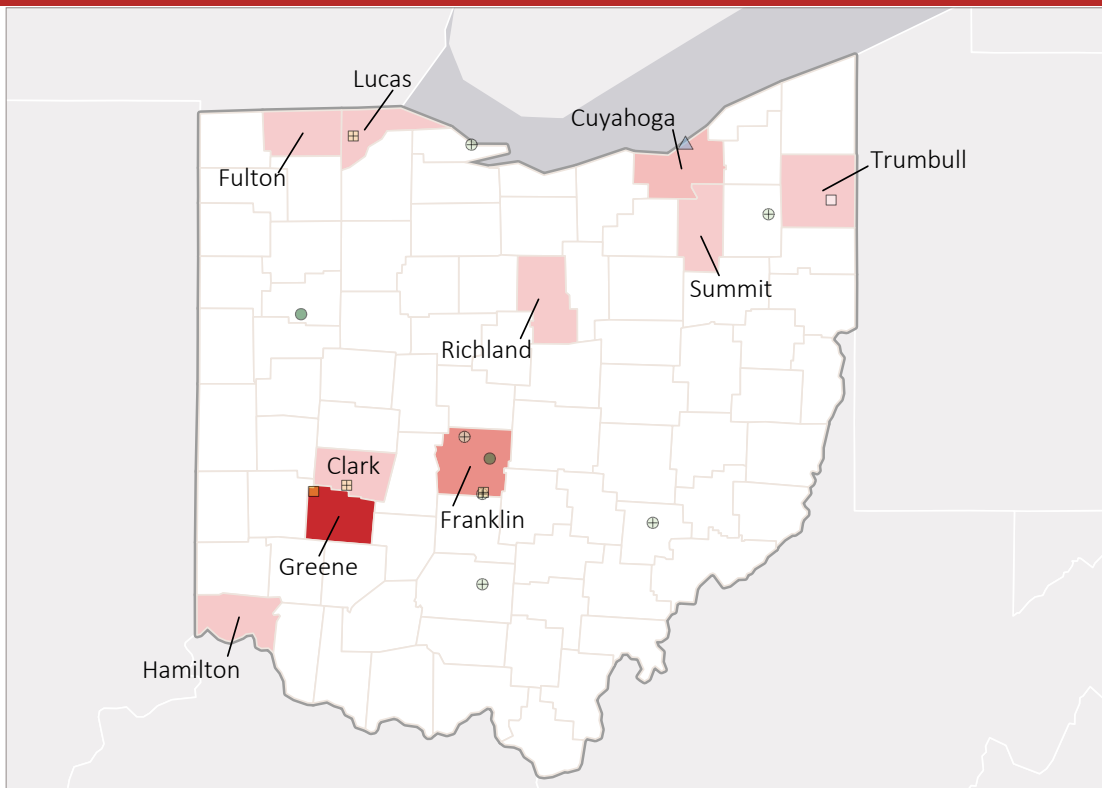 Lucas
Cuyahoga
Trumbull
Fulton
Summit
Richland
Clark
Franklin
Greene
Hamilton